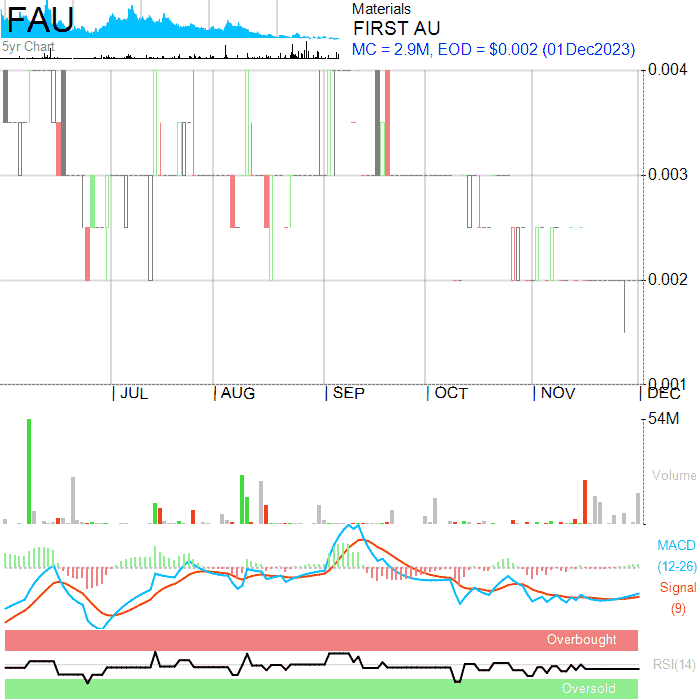 FAU
5yr Chart
Materials
FIRST AU
MC = 2.9M, EOD = $0.002 (01Dec2023)
0.004
0.003
0.002
0.001
JUL AUG SEP OCT NOV DEC
54M
Volume
MACD
(12-26)
Signal
(9)
Overbought
RSI(14)
Oversold